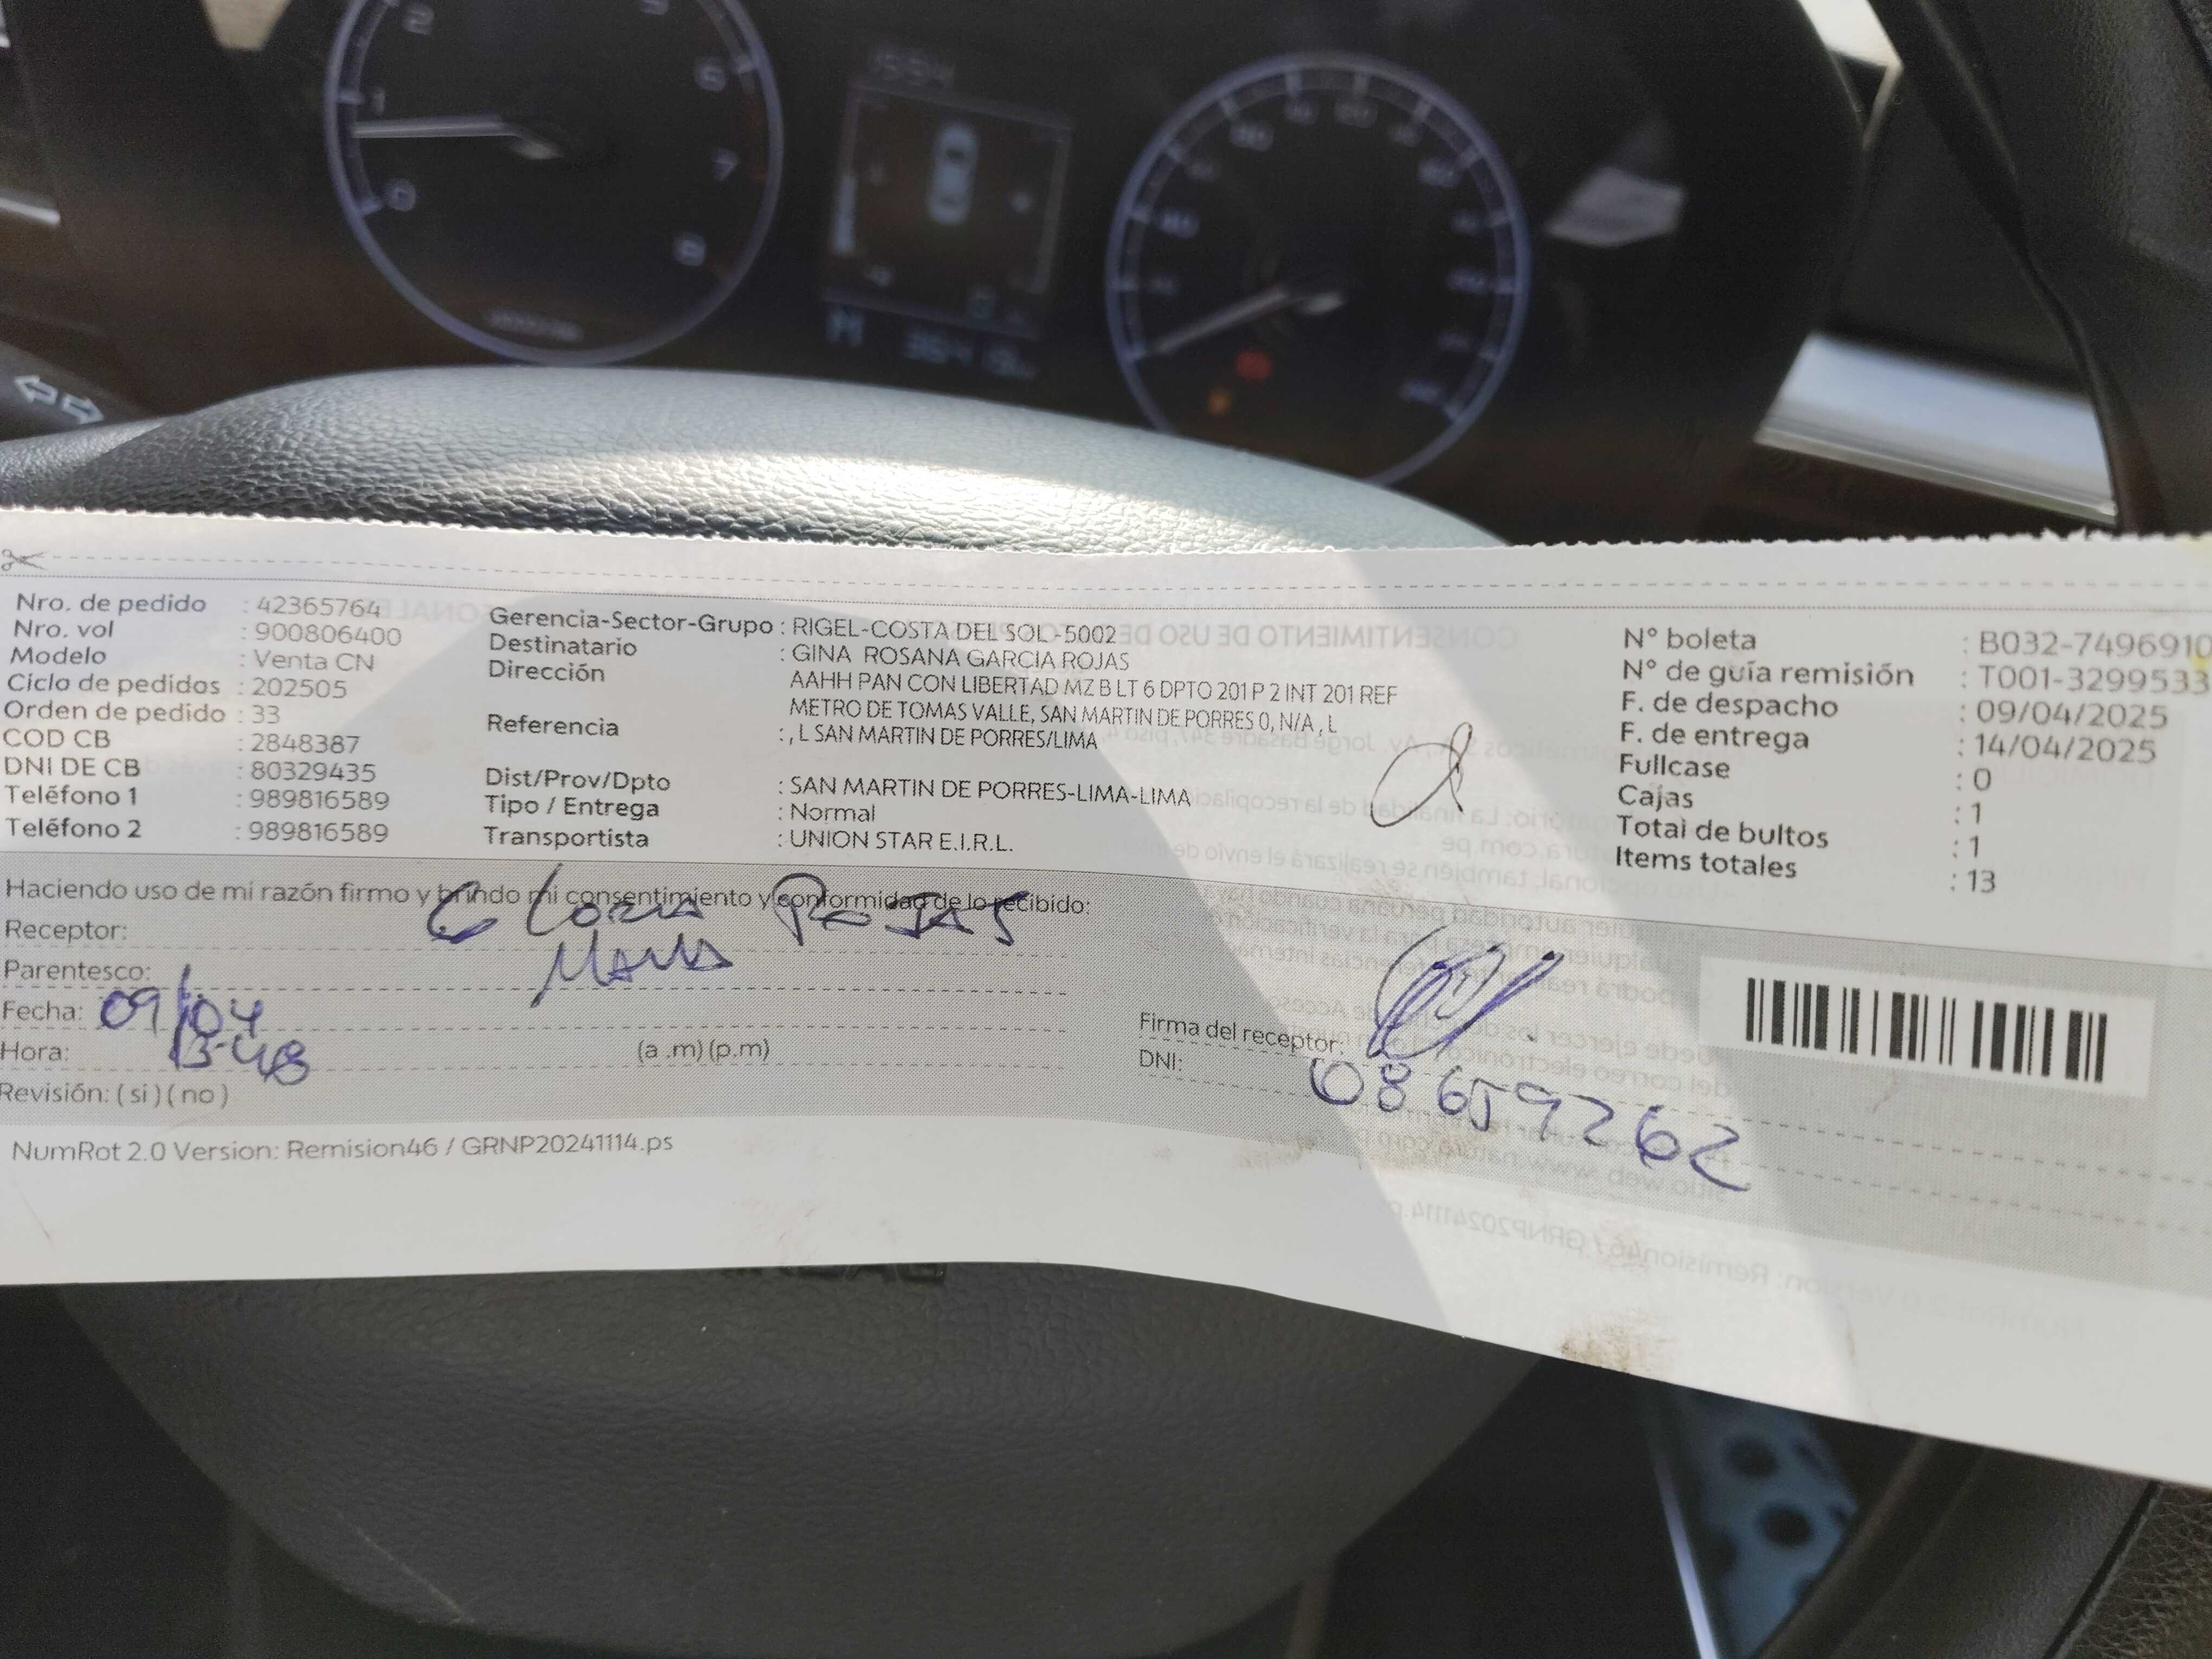 2
1
0
6
7
8
Nro. de pedido : 42365764
Nro. vol : 900806400
Modelo : Venta CN
Ciclo de pedidos : 202505
Orden de pedido : 33
COD CB : 2848387
DNI DE CB : 80329435
Teléfono 1 : 989816589
Teléfono 2 : 989816589
Gerencia-Sector-Grupo : RIGEL-COSTA DEL SOL -5002
Destinatario : GINA ROSANA GARCIA ROJAS
Dirección AAHH PAN CON LIBERTAD MZ B LT 6 DPTO 201 P 2 INT 201 REF
METRO DE TOMAS VALLE, SAN MARTIN DE PORRES 0, N/A , L
Referencia : , L SAN MARTIN DE PORRES/LIMA
Dist/Prov/Dpto : SAN MARTIN DE PORRES-LIMA-LIMA
Tipo / Entrega : Normal
Transportista : UNION STAR E.I.R.L.
N° boleta : B032-7496910
N° de guía remisión : T001-3299533
F. de despacho : 09/04/2025
F. de entrega : 14/04/2025
Fullcase : 0
Cajas : 1
Total de bultos : 1
Items totales : 13
Haciendo uso de mi razón firmo y brindo mi consentimiento y conformidad de lo recibido:
Receptor: Gloria Rojas
Parentesco: Mama
Fecha: 09/04
Hora: 13-48 (a .m) (p.m)
Revisión: ( si ) ( no )
Firma del receptor:
DNI: 08659262
NumRot 2.0 Version: Remision46 / GRNP20241114.ps